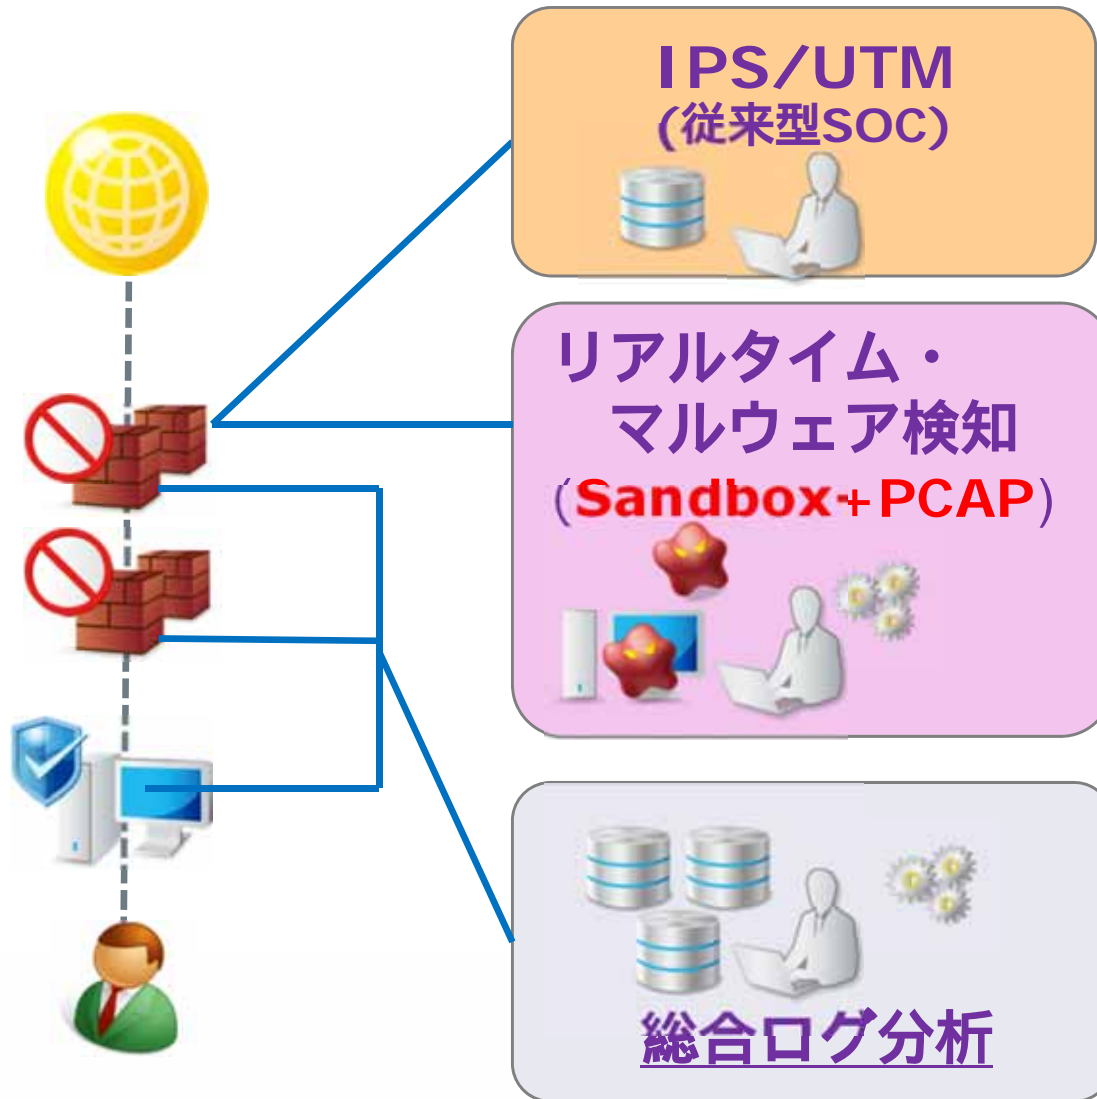 IPS/UTM
(従来型SOC)
リアルタイム・
マルウェア検知
(Sandbox+PCAP)
総合ログ分析